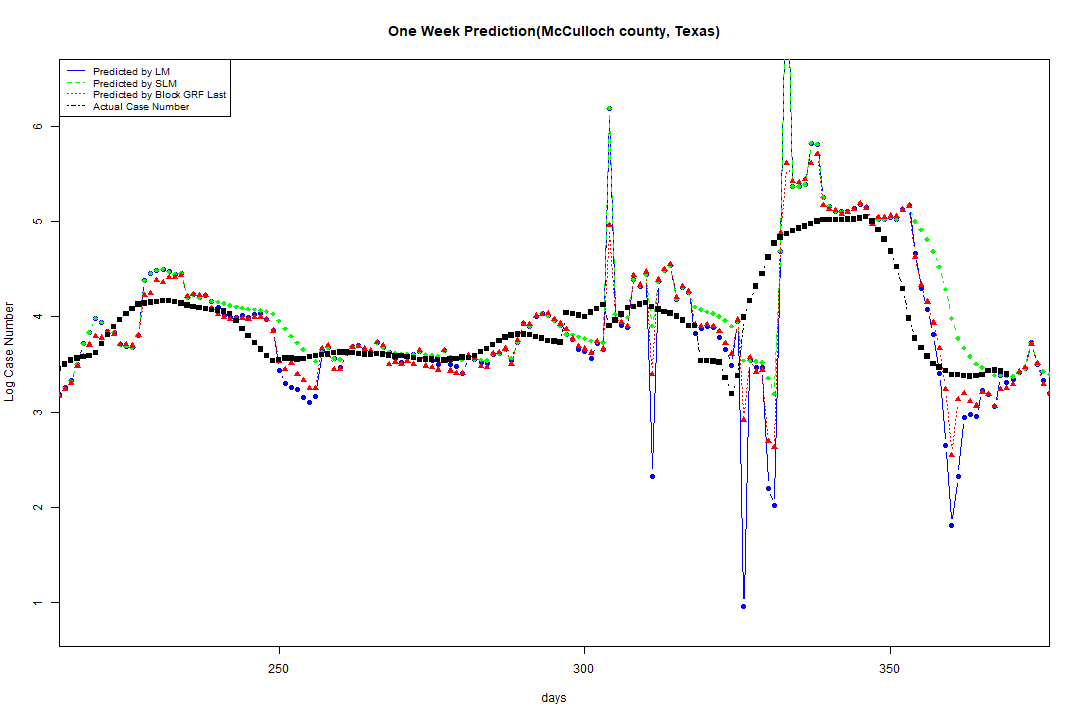 One Week Prediction(McCulloch county, Texas)
Predicted by LM
Predicted by SLM
Predicted by Block GRF Last
Actual Case Number
Log Case Number
6
5
4
3
2
1
250
300
350
days